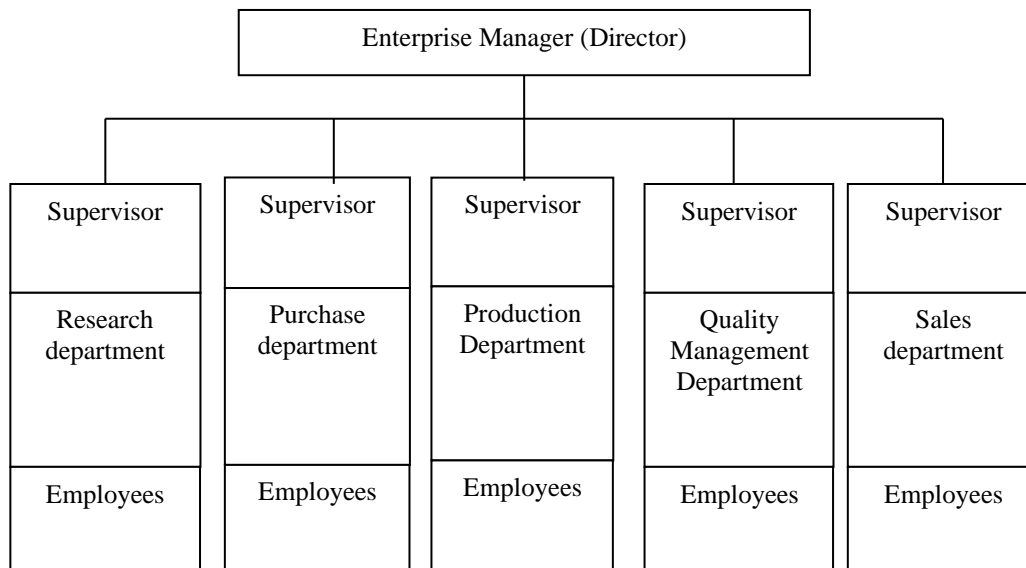 Enterprise Manager (Director)
Supervisor
Supervisor
Supervisor
Supervisor
Supervisor
Research
department
Purchase
department
Production
Department
Quality
Management
Department
Sales
department
Employees
Employees
Employees
Employees
Employees